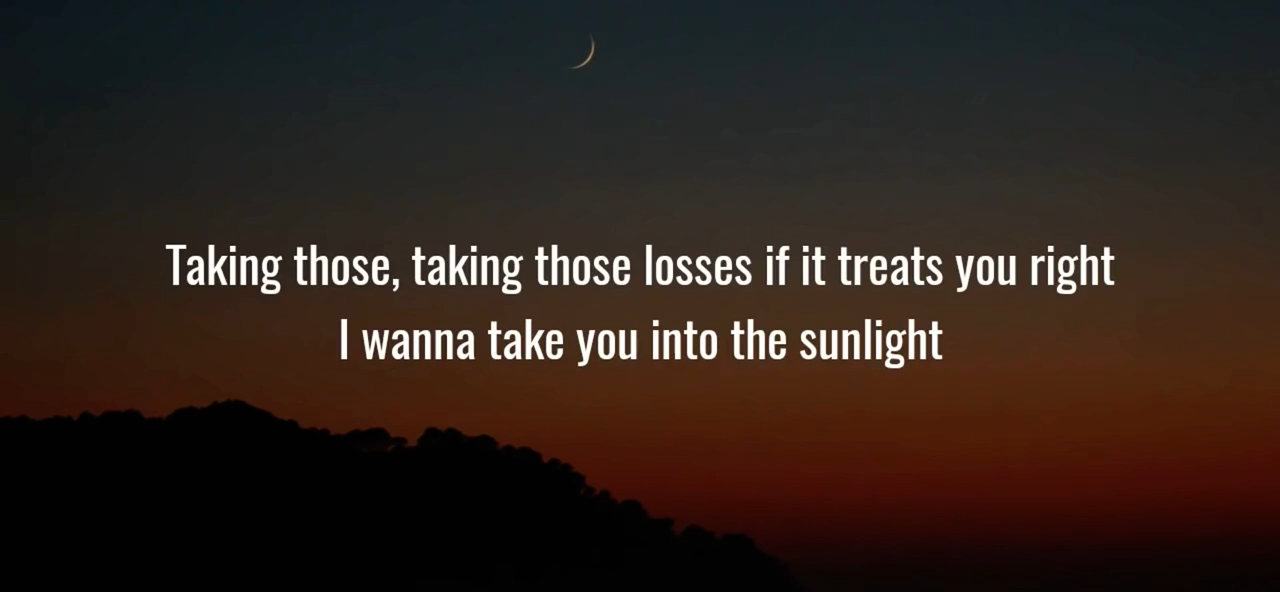 Taking those, taking those losses if it treats you right
I wanna take you into the sunlight